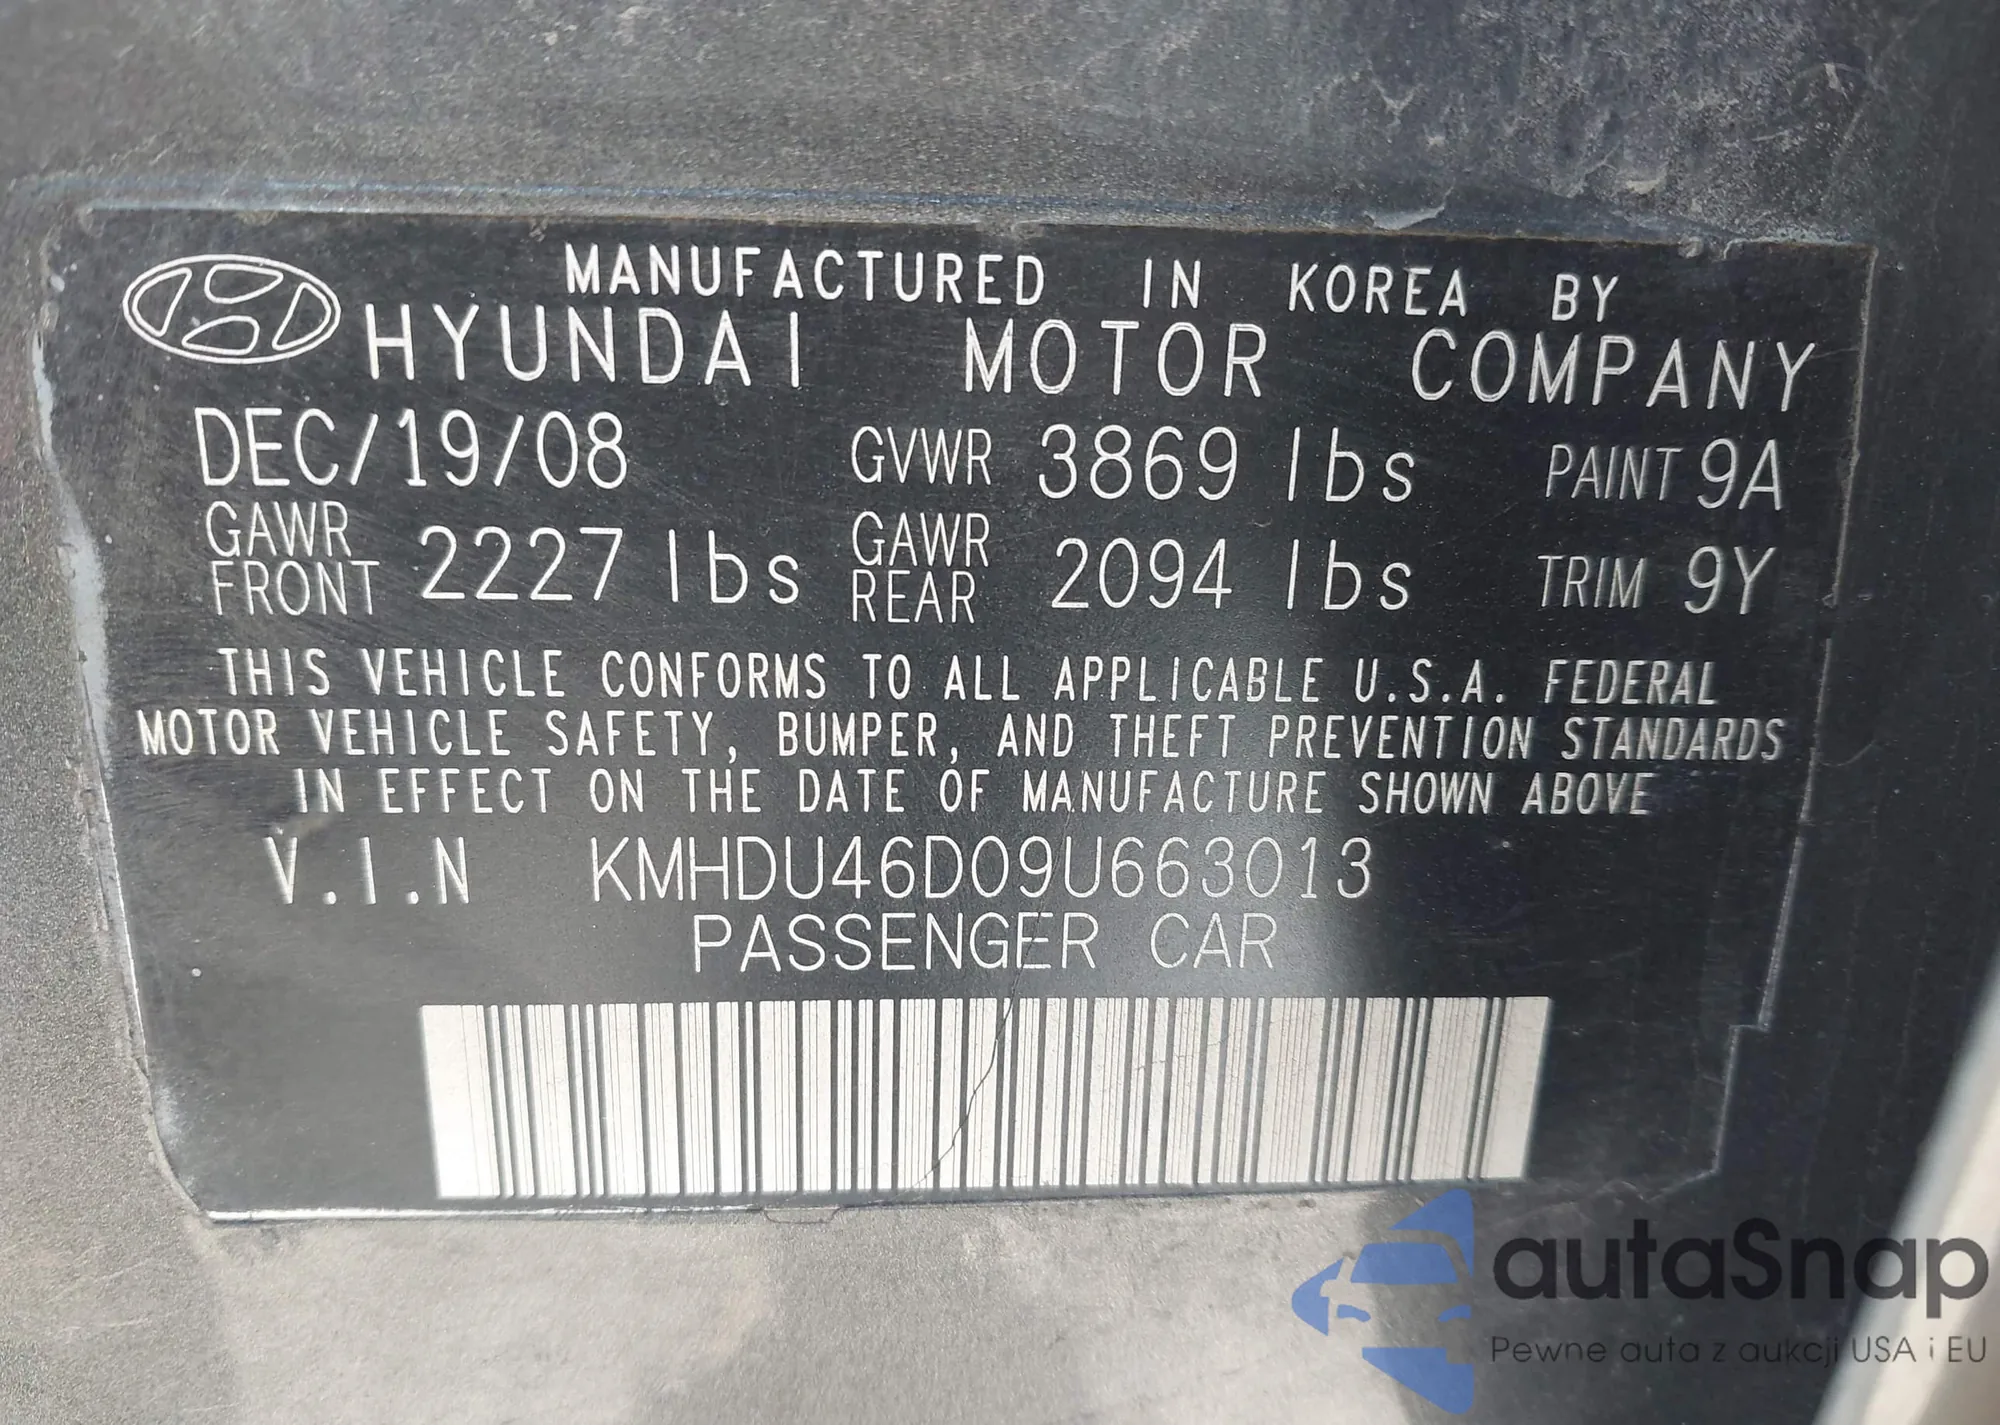 MANUFACTURED IN KOREA BY
HYUNDAI MOTOR COMPANY
DEC/19/08 GVWR 3869 lbs PAINT 9A
GAWR FRONT 2227 lbs GAWR REAR 2094 lbs TRIM 9Y
THIS VEHICLE CONFORMS TO ALL APPLICABLE U.S.A. FEDERAL
MOTOR VEHICLE SAFETY, BUMPER, AND THEFT PREVENTION STANDARDS
IN EFFECT ON THE DATE OF MANUFACTURE SHOWN ABOVE
V.I.N KMHDU46D09U663013
PASSENGER CAR
autaSnap
Pewne auta z aukcji USA i EU